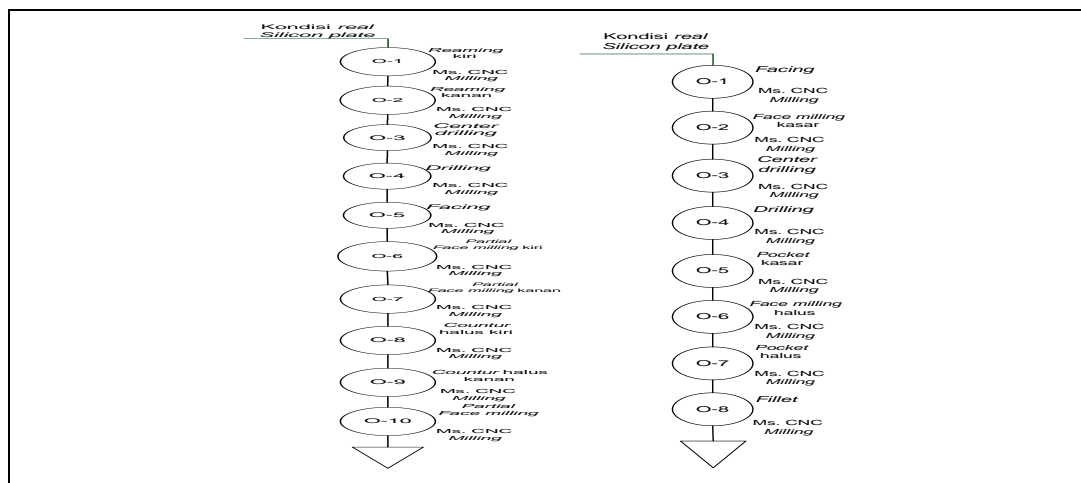 Kondisi real
Silicon plate
O-1
Reaming
kiri
Ms. CNC
Milling
O-2
Reaming
kanan
Ms. CNC
Milling
O-3
Center
drilling
Ms. CNC
Milling
O-4
Drilling
Ms. CNC
Milling
O-5
Facing
Ms. CNC
Milling
O-6
Partial
Face milling kiri
Ms. CNC
Milling
O-7
Partial
Face milling kanan
Ms. CNC
Milling
O-8
Countur
halus kiri
Ms. CNC
Milling
O-9
Countur halus
kanan
Ms. CNC
Milling
O-10
Partial
Face milling
Ms. CNC
Milling
Kondisi real
Silicon plate
O-1
Facing
Ms. CNC
Milling
O-2
Face milling
kasar
Ms. CNC
Milling
O-3
Center
drilling
Ms. CNC
Milling
O-4
Drilling
Ms. CNC
Milling
O-5
Pocket
kasar
Ms. CNC
Milling
O-6
Face milling
halus
Ms. CNC
Milling
O-7
Pocket
halus
Ms. CNC
Milling
O-8
Fillet
Ms. CNC
Milling